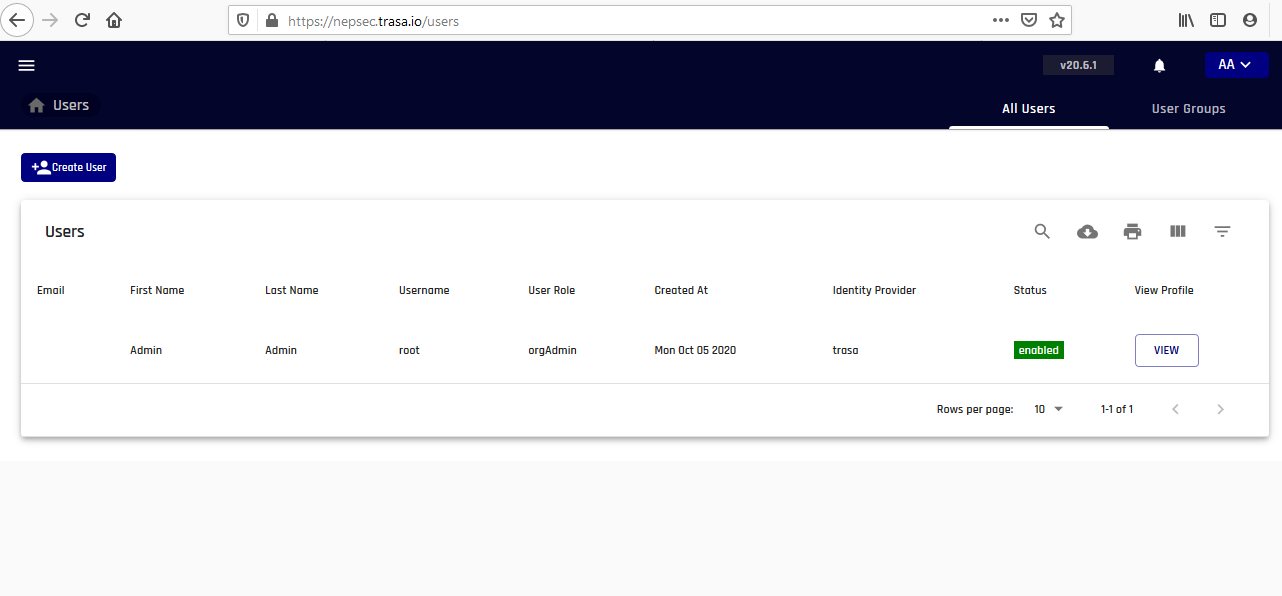 https://nepsec.trasa.io/users
v20.6.1
AA
Users
All Users
User Groups
Create User
Users
Email First Name Last Name Username User Role Created At Identity Provider Status View Profile
Admin Admin root orgAdmin Mon Oct 05 2020 trasa enabled VIEW
Rows per page: 10 1-1 of 1